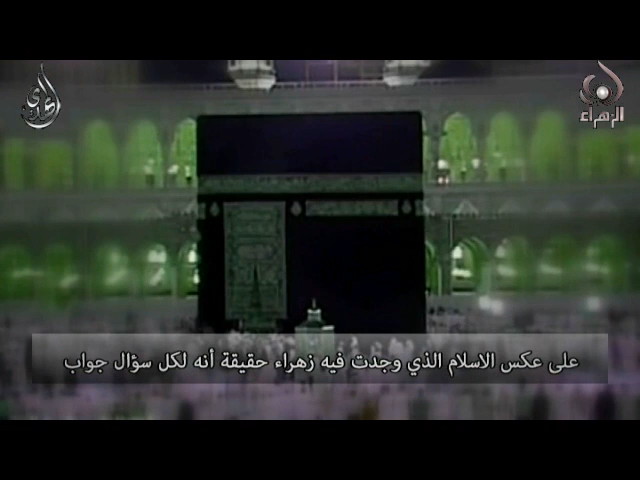 الزهراء
على عكس الاسلام الذي وجدت فيه زهراء حقيقة أنه لكل سؤال جواب